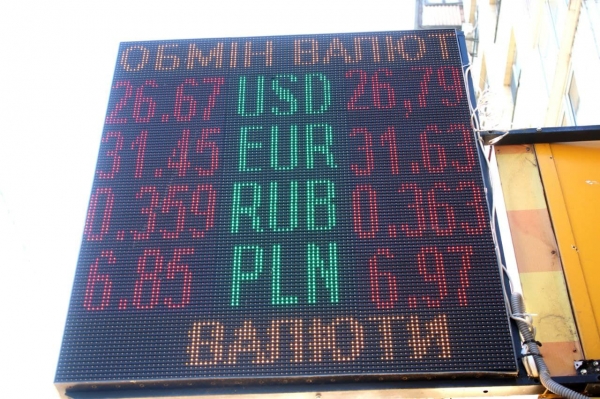 ОБМІН ВАЛЮТ
26.67 USD 26,79
31.45 EUR 31.63
0.359 RUB 0.363
6.85 PLN 6.97
ВАЛЮТИ